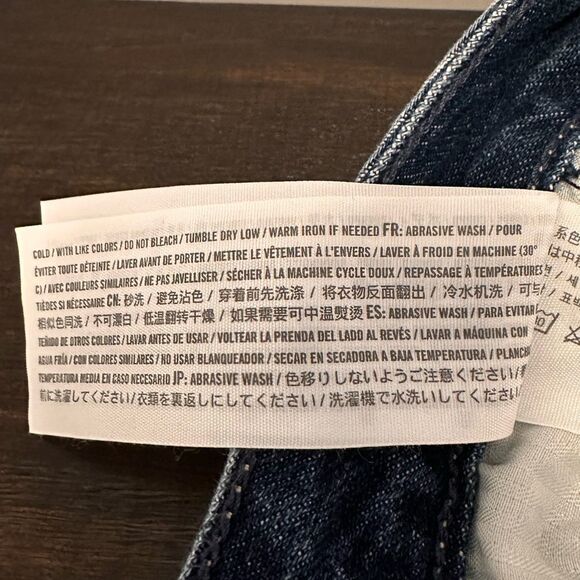 COLD / WITH LIKE COLORS / DO NOT BLEACH / TUMBLE DRY LOW / WARM IRON IF NEEDED FR: ABRASIVE WASH / POUR
ÉVITER TOUTE DÉTEINTE / LAVER AVANT DE PORTER / METTRE LE VÊTEMENT À L'ENVERS / LAVER À FROID EN MACHINE (30°
C) / AVEC COULEURS SIMILAIRES / NE PAS JAVELLISER / SÉCHER À LA MACHINE CYCLE DOUX / REPASSAGE À TEMPÉRATURES
TIÈDES SI NÉCESSAIRE CN: 砂洗 / 避免沾色 / 穿着前先洗涤 / 将衣物反面翻出 / 冷水机洗 / 可与
相似色同洗 / 不可漂白 / 低温翻转干燥 / 如果需要可中温熨烫 ES: ABRASIVE WASH / PARA EVITAR
TEÑIDO DE OTROS COLORES / LAVAR ANTES DE USAR / VOLTEAR LA PRENDA DEL LADO AL REVÉS / LAVAR A MÁQUINA CON
AGUA FRÍA / CON COLORES SIMILARES / NO USAR BLANQUEADOR / SECAR EN SECADORA A BAJA TEMPERATURA / PLANCHA
TEMPERATURA MEDIA EN CASO NECESARIO JP: ABRASIVE WASH / 色移りしないようご注意ください /
前に洗濯してください / 衣類を裏返しにしてください / 洗濯機で水洗いしてください /
系色
は中程